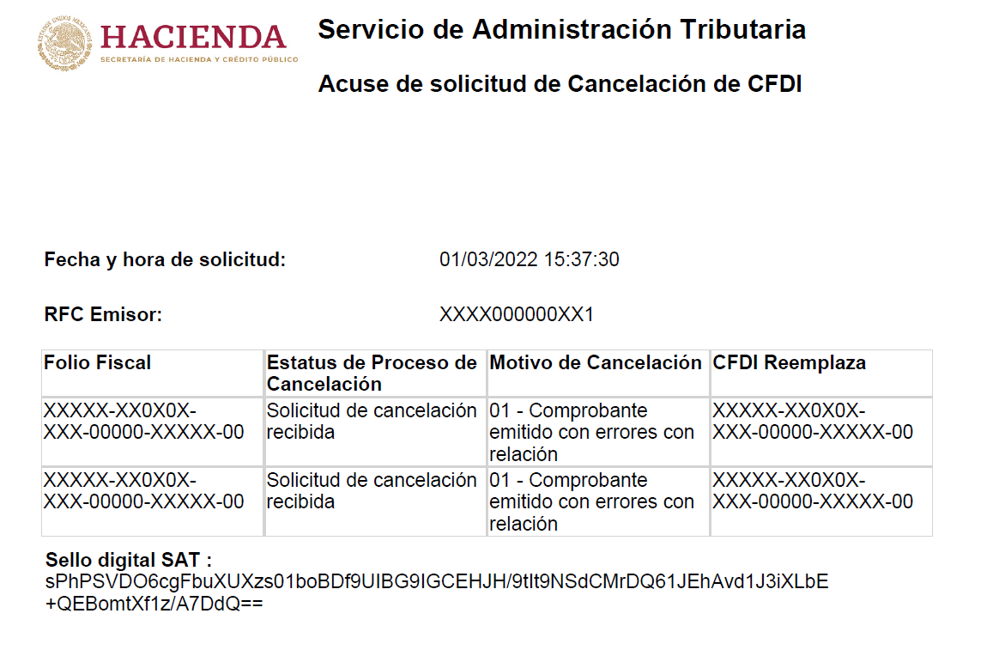 ESTADOS UNIDOS MEXICANOS
HACIENDA
SECRETARÍA DE HACIENDA Y CRÉDITO PÚBLICO
Servicio de Administración Tributaria
Acuse de solicitud de Cancelación de CFDI
Fecha y hora de solicitud: 01/03/2022 15:37:30
RFC Emisor: XXXX000000XX1
Folio Fiscal Estatus de Proceso de Motivo de Cancelación CFDI Reemplaza
Cancelación
XXXXX-XX0X0X- Solicitud de cancelación 01 - Comprobante XXXXX-XX0X0X-
XXX-00000-XXXXX-00 recibida emitido con errores con XXX-00000-XXXXX-00
relación
XXXXX-XX0X0X- Solicitud de cancelación 01 - Comprobante XXXXX-XX0X0X-
XXX-00000-XXXXX-00 recibida emitido con errores con XXX-00000-XXXXX-00
relación
Sello digital SAT :
sPhPSVDO6cgFbuXUXzs01boBDf9UIBG9IGCEHJH/9tIt9NSdCMrDQ61JEhAvd1J3iXLbE
+QEBomtXf1z/A7DdQ==